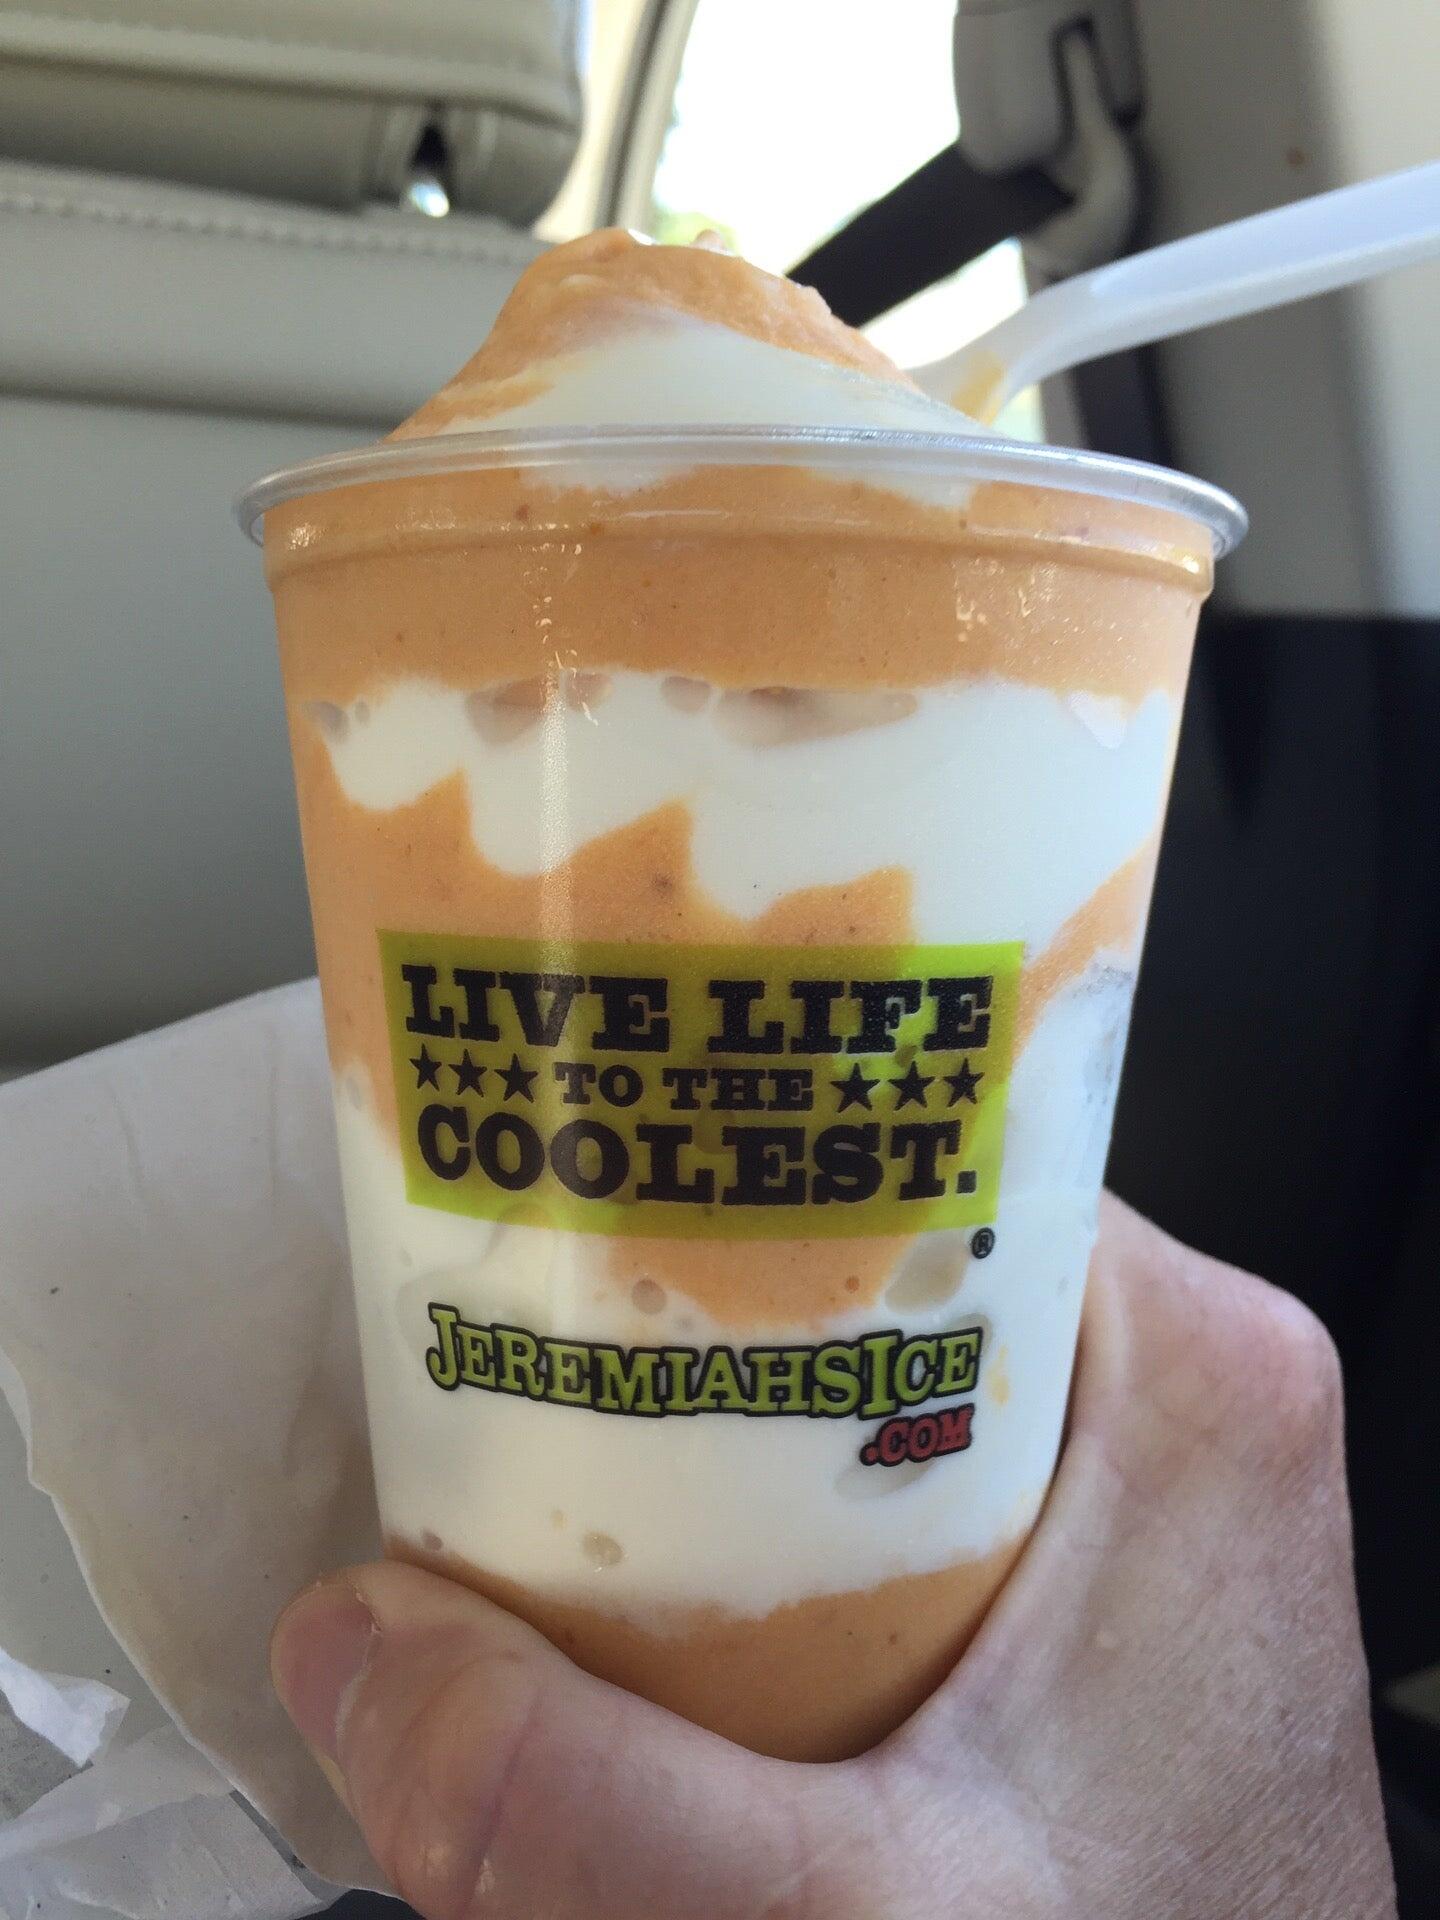 LIVE LIFE
★★★ TO THE ★★★
COOLEST.
®
JEREMIAHSICE
.COM